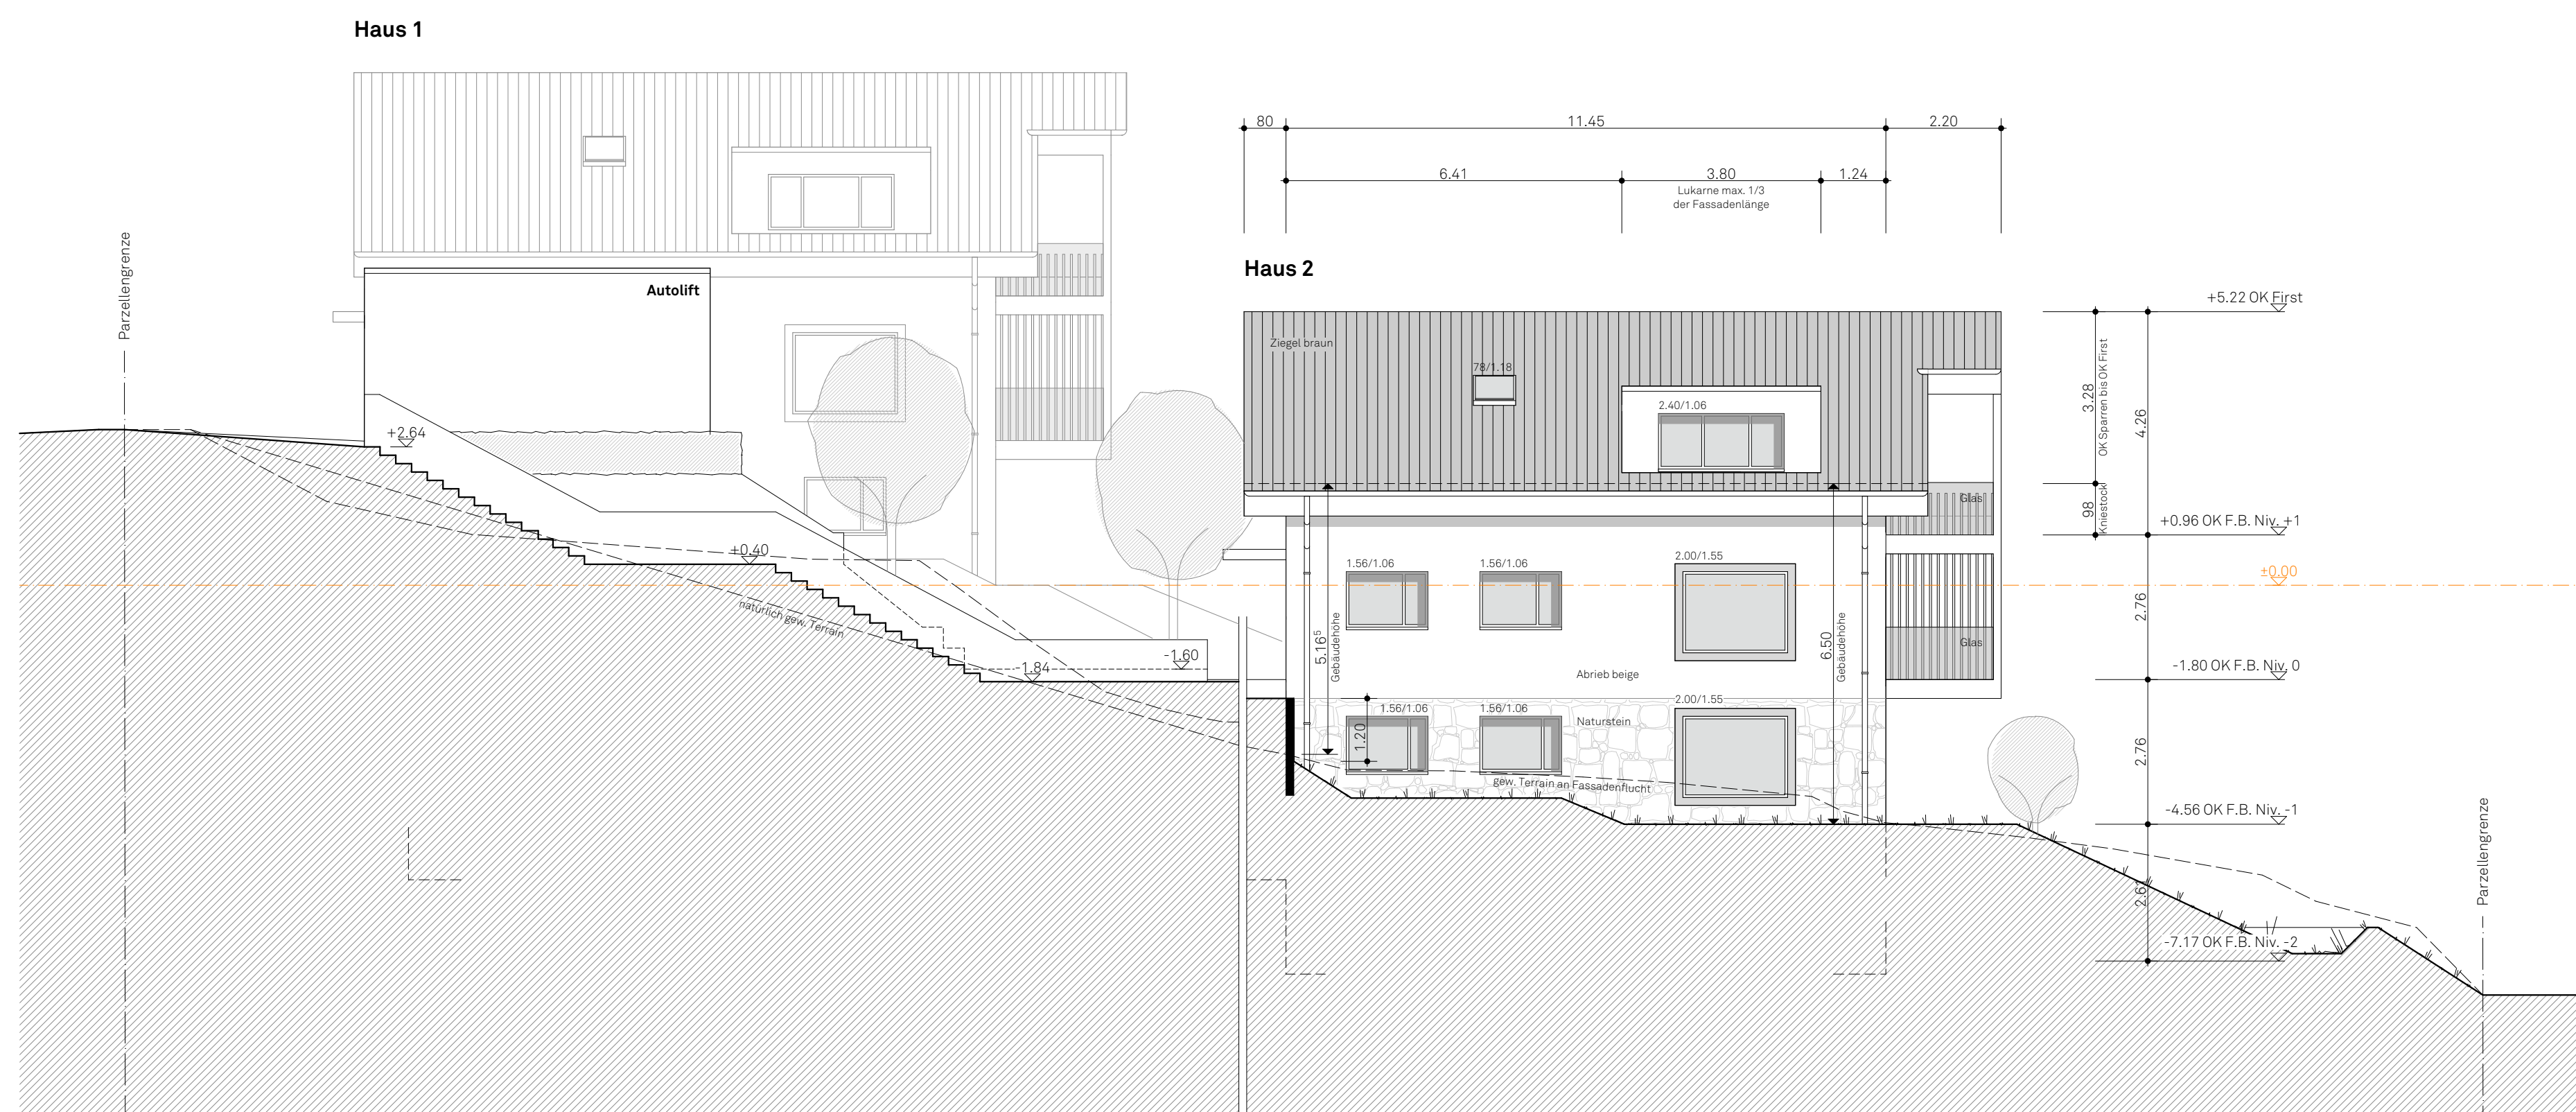 Haus 1
80
11.45
2.20
6.41
3.80
1.24
Lukarne max. 1/3
der Fassadenlänge
Parzellengrenze
Autolift
Haus 2
+5.22 OK First
Ziegel braun
78/1.18
2.40/1.06
3.28
OK Sparren bis OK First
4.26
98
Kniestock
Glas
+2.64
+0.40
+0.96 OK F.B. Niv. +1
±0.00
1.56/1.06
1.56/1.06
2.00/1.55
natürlich gew. Terrain
5.16⁵
Gebäudehöhe
6.50
Gebäudehöhe
2.76
Glas
-1.60
-1.84
Abrieb beige
-1.80 OK F.B. Niv. 0
1.56/1.06
1.56/1.06
2.00/1.55
Naturstein
1.20
2.76
gew. Terrain an Fassadenflucht
-4.56 OK F.B. Niv. -1
Parzellengrenze
-7.17 OK F.B. Niv. -2